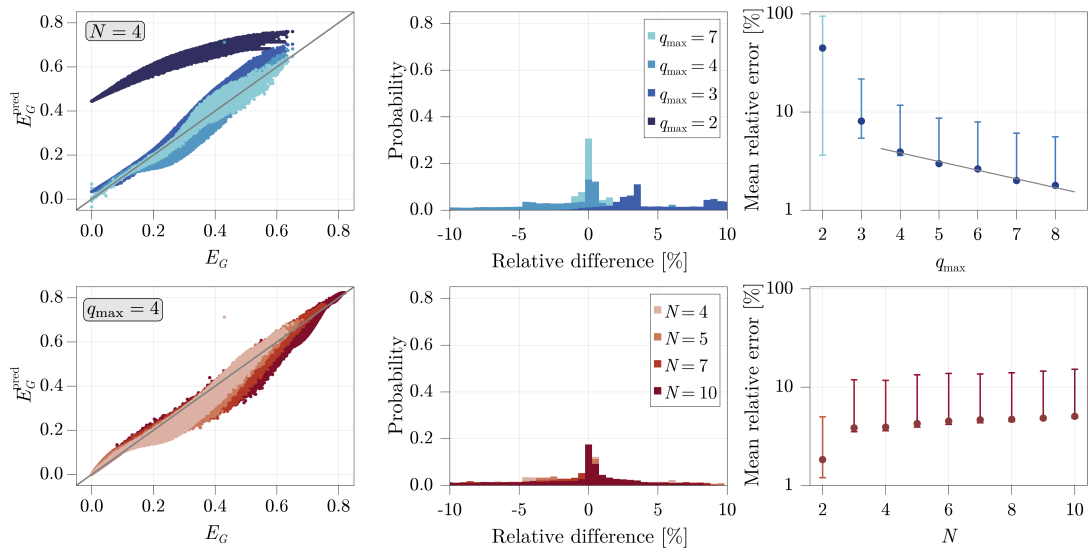 N = 4
0.8
0.6
0.4
0.2
0.0
E_G^pred
0.0 0.2 0.4 0.6 0.8
E_G
q_max = 7
q_max = 4
q_max = 3
q_max = 2
0.8
0.6
0.4
0.2
0.0
Probability
-10 -5 0 5 10
Relative difference [%]
100
10
1
Mean relative error [%]
2 3 4 5 6 7 8
q_max
q_max = 4
0.8
0.6
0.4
0.2
0.0
E_G^pred
0.0 0.2 0.4 0.6 0.8
E_G
N = 4
N = 5
N = 7
N = 10
0.8
0.6
0.4
0.2
0.0
Probability
-10 -5 0 5 10
Relative difference [%]
100
10
1
Mean relative error [%]
2 4 6 8 10
N